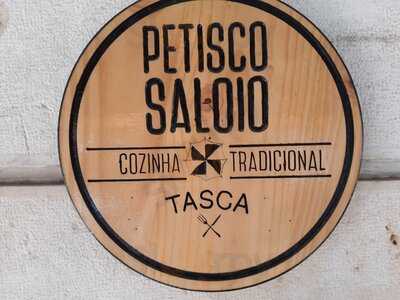 PETISCO
SALOIO
COZINHA TRADICIONAL
TASCA